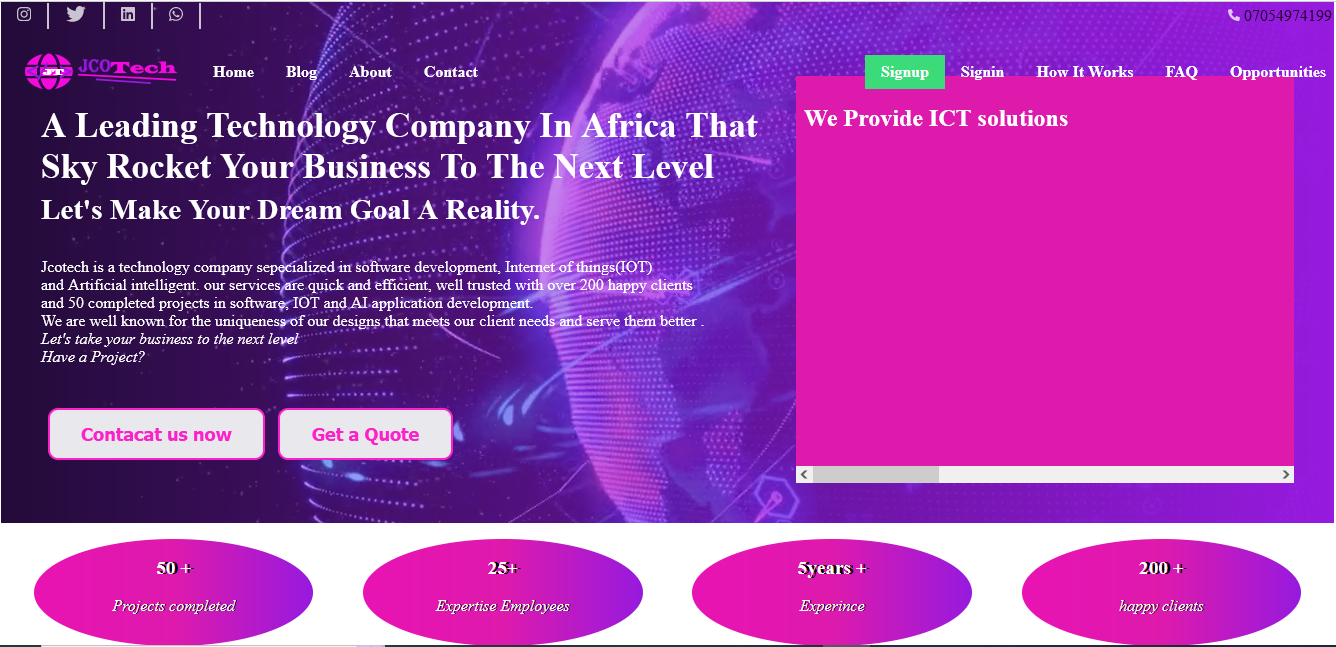 07054974199
JCOTech
Home Blog About Contact Signup Signin How It Works FAQ Opportunities
A Leading Technology Company In Africa That
Sky Rocket Your Business To The Next Level
Let's Make Your Dream Goal A Reality.
Jcotech is a technology company sepecialized in software development, Internet of things(IOT)
and Artificial intelligent. our services are quick and efficient, well trusted with over 200 happy clients
and 50 completed projects in software, IOT and AI application development.
We are well known for the uniqueness of our designs that meets our client needs and serve them better .
Let's take your business to the next level
Have a Project?
Contacat us now Get a Quote
We Provide ICT solutions
50 + 25+ 5years + 200 +
Projects completed Expertise Employees Experince happy clients